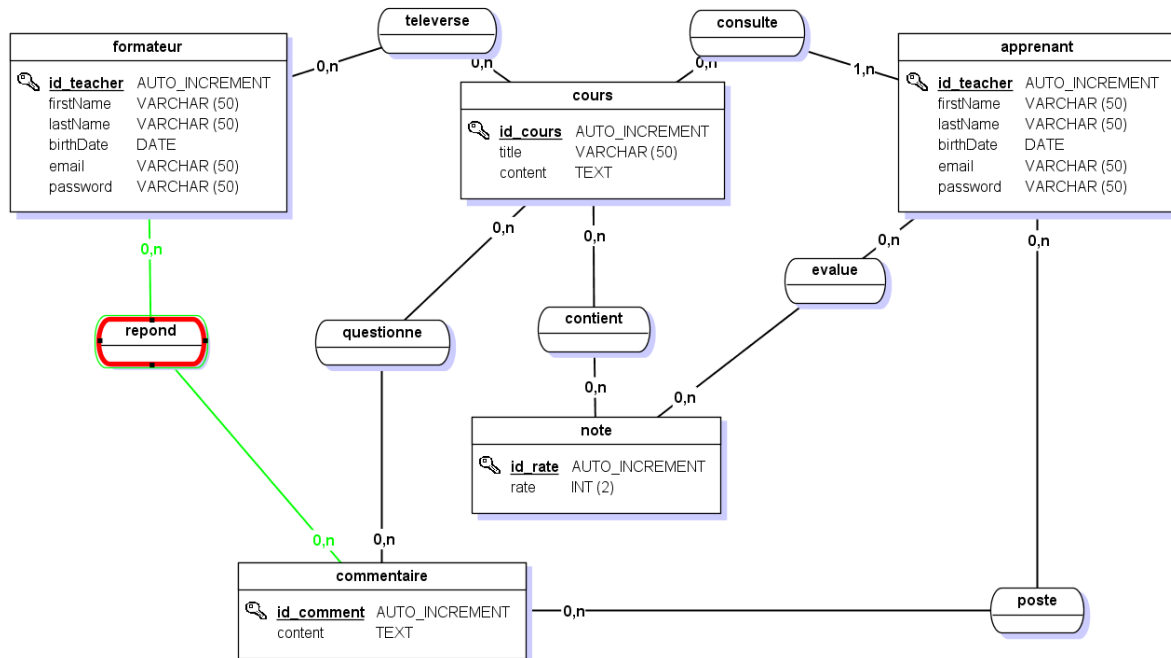 televerse
consulte
formateur
id_teacher AUTO_INCREMENT
firstName VARCHAR (50)
lastName VARCHAR (50)
birthDate DATE
email VARCHAR (50)
password VARCHAR (50)
0,n
0,n
0,n
1,n
cours
id_cours AUTO_INCREMENT
title VARCHAR (50)
content TEXT
apprenant
id_teacher AUTO_INCREMENT
firstName VARCHAR (50)
lastName VARCHAR (50)
birthDate DATE
email VARCHAR (50)
password VARCHAR (50)
0,n
0,n
0,n
0,n
0,n
repond
questionne
contient
evalue
0,n
0,n
note
id_rate AUTO_INCREMENT
rate INT (2)
0,n
0,n
commentaire
id_comment AUTO_INCREMENT
content TEXT
0,n
poste